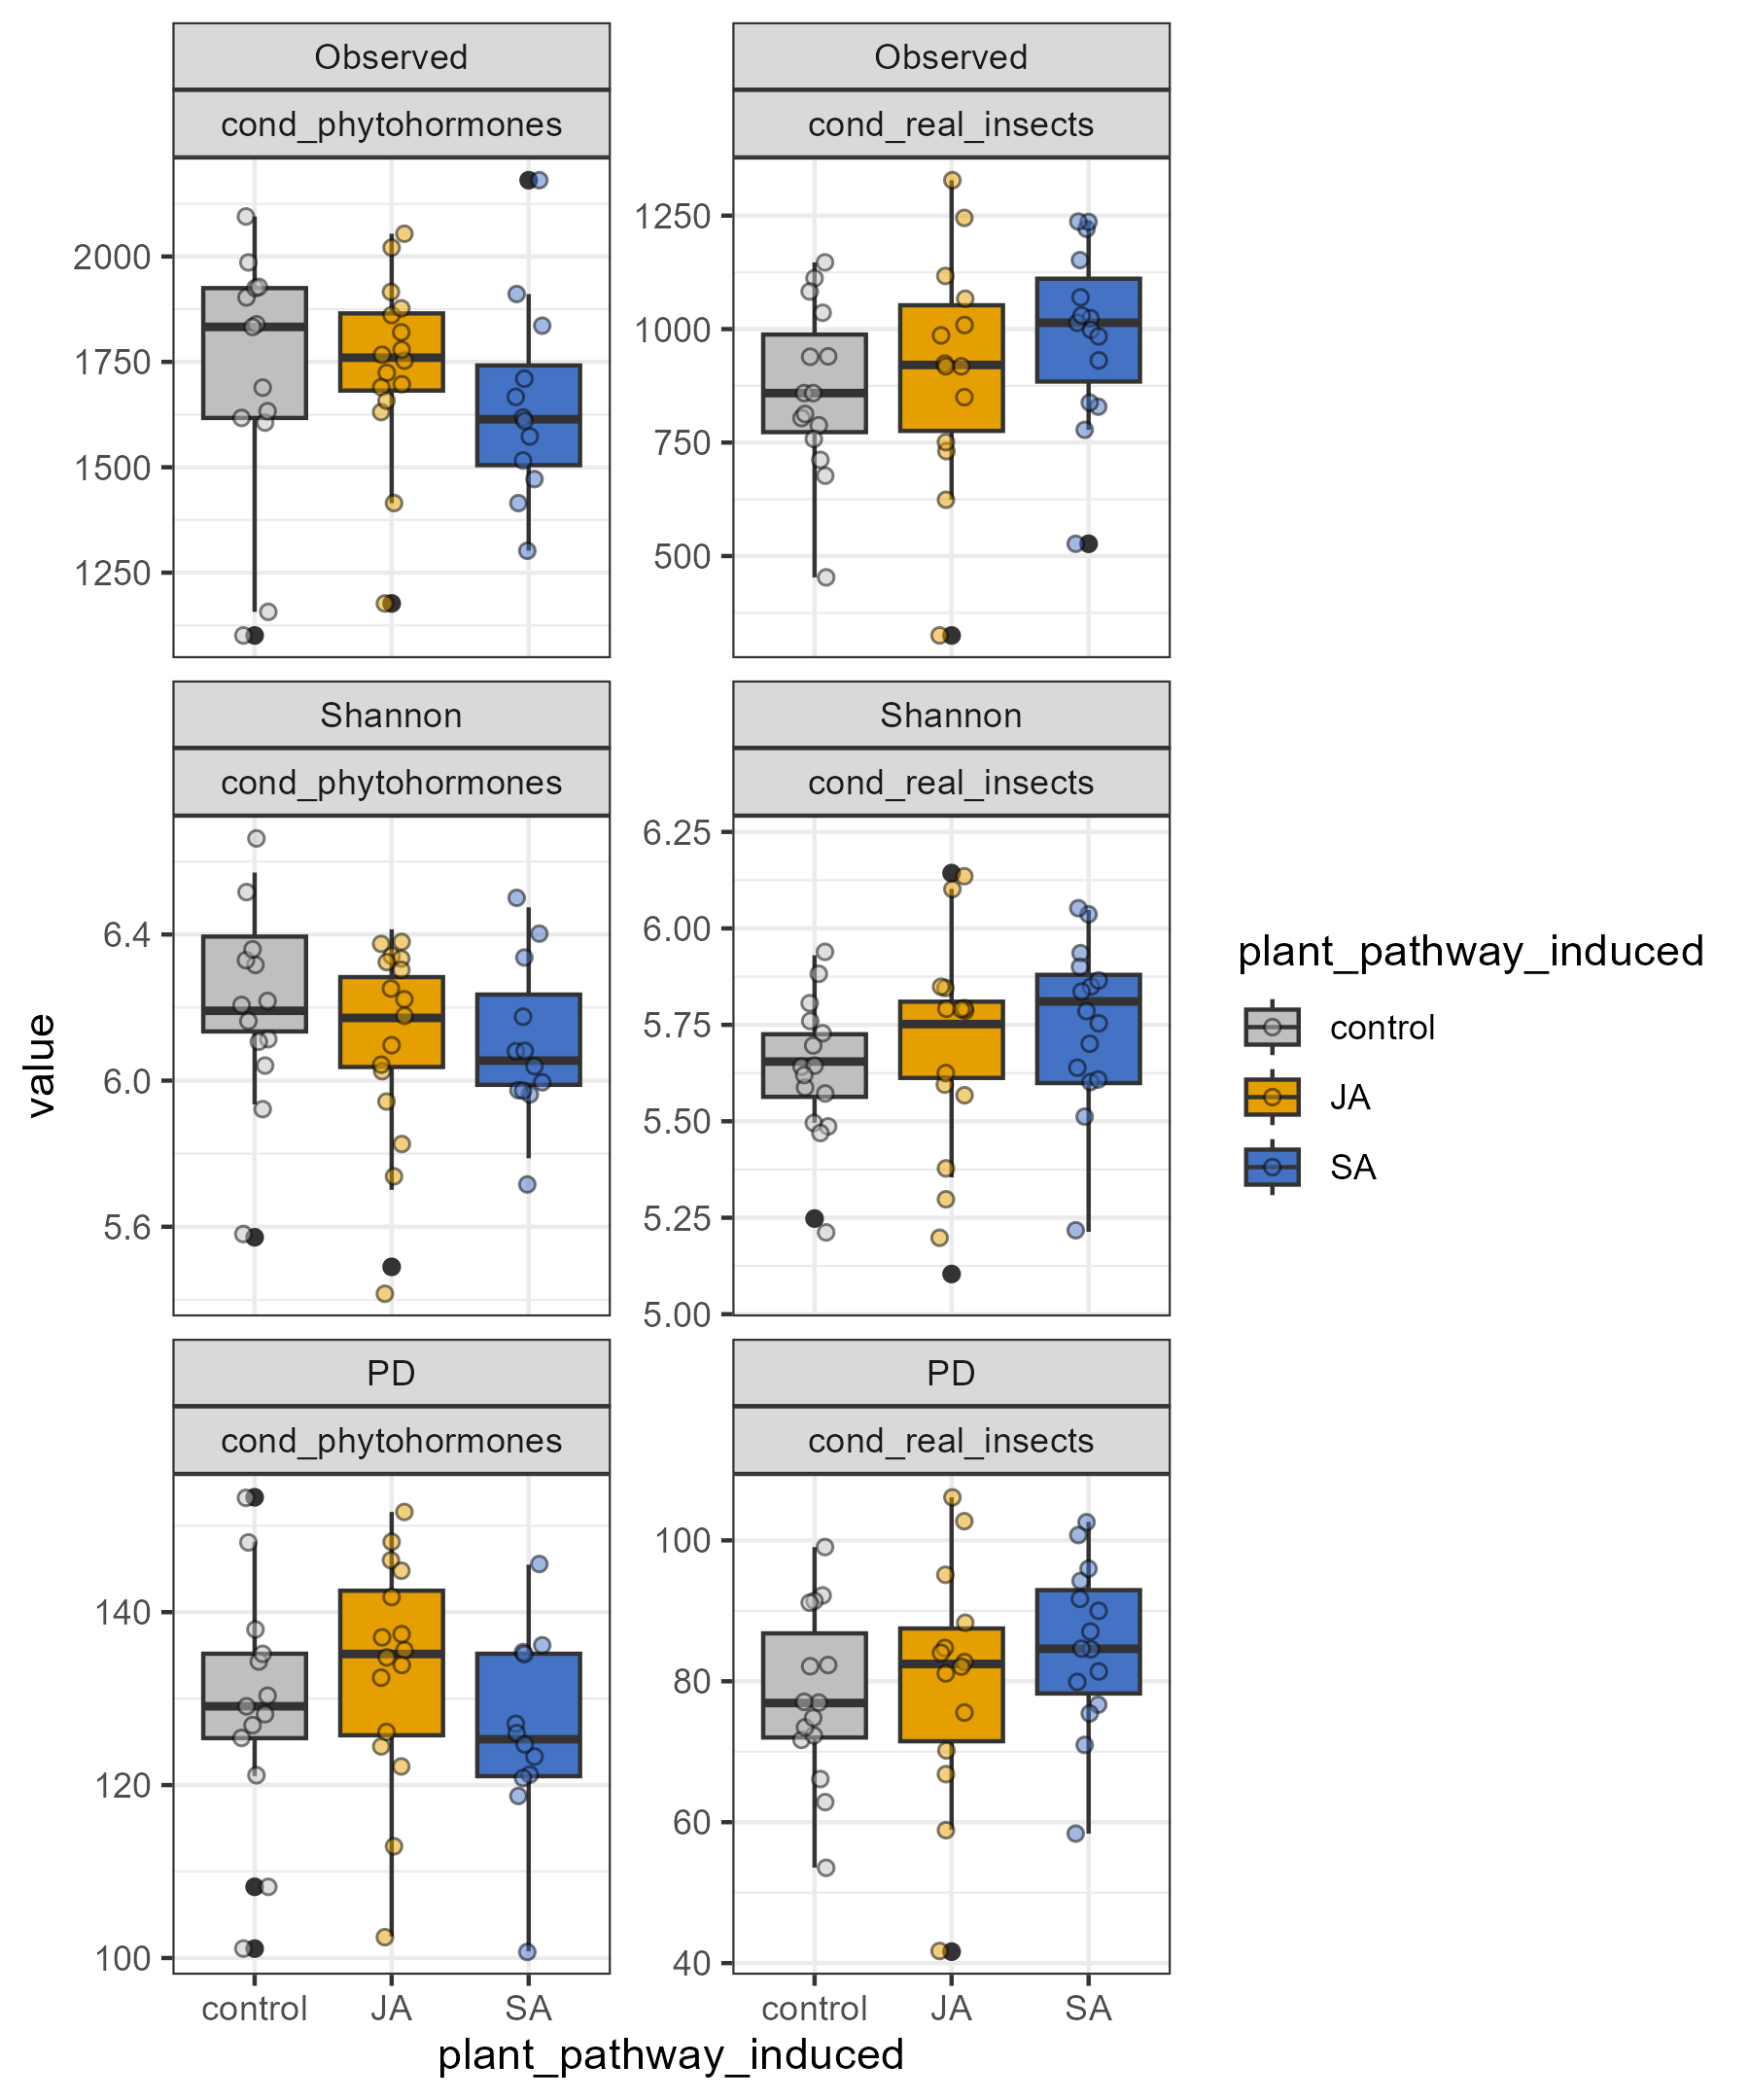 Observed
cond_phytohormones
2000
1750
1500
1250
Observed
cond_real_insects
1250
1000
750
500
Shannon
cond_phytohormones
6.4
6.0
5.6
Shannon
cond_real_insects
6.25
6.00
5.75
5.50
5.25
5.00
PD
cond_phytohormones
140
120
100
PD
cond_real_insects
100
80
60
40
control JA SA
control JA SA
plant_pathway_induced
value
plant_pathway_induced
control
JA
SA